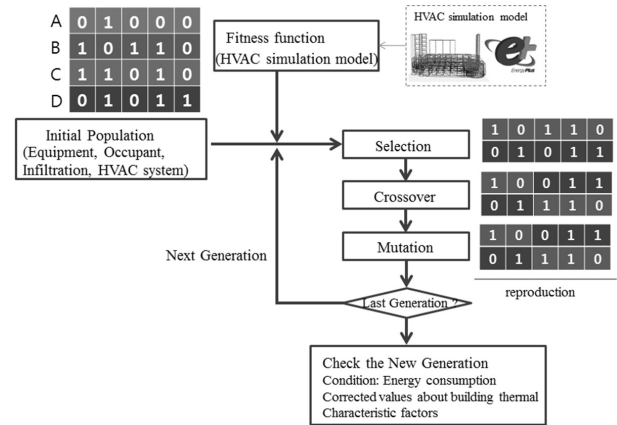 A 0 1 0 0 0
B 1 0 1 1 0
C 1 1 0 1 0
D 0 1 0 1 1
Fitness function
(HVAC simulation model)
HVAC simulation model
et
EnergyPlus
Initial Population
(Equipment, Occupant,
Infiltration, HVAC system)
Selection
1 0 1 1 0
0 1 0 1 1
Crossover
1 0 0 1 1
0 1 1 1 0
Mutation
1 0 0 1 1
0 1 1 1 0
reproduction
Next Generation
Last Generation ?
Check the New Generation
Condition: Energy consumption
Corrected values about building thermal
Characteristic factors